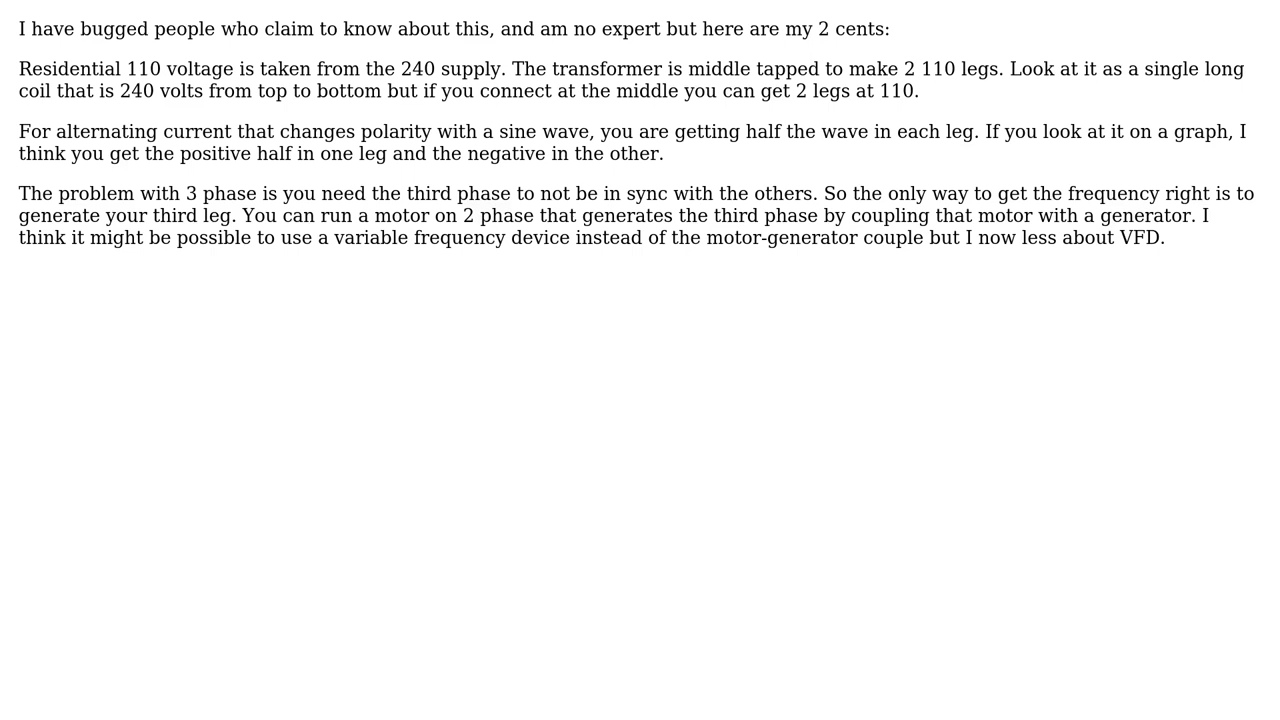 I have bugged people who claim to know about this, and am no expert but here are my 2 cents:
Residential 110 voltage is taken from the 240 supply. The transformer is middle tapped to make 2 110 legs. Look at it as a single long
coil that is 240 volts from top to bottom but if you connect at the middle you can get 2 legs at 110.
For alternating current that changes polarity with a sine wave, you are getting half the wave in each leg. If you look at it on a graph, I
think you get the positive half in one leg and the negative in the other.
The problem with 3 phase is you need the third phase to not be in sync with the others. So the only way to get the frequency right is to
generate your third leg. You can run a motor on 2 phase that generates the third phase by coupling that motor with a generator. I
think it might be possible to use a variable frequency device instead of the motor-generator couple but I now less about VFD.